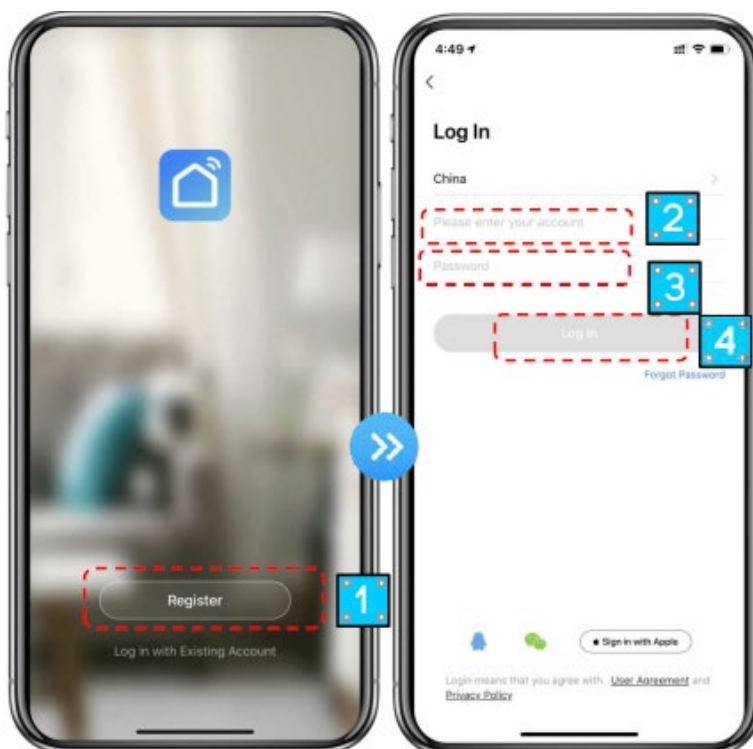 Register
1
Log in with Existing Account
4:49
Log In
China
Please enter your account
2
Password
3
Log In
4
Forgot Password
Sign in with Apple
Login means that you agree with User Agreement and
Privacy Policy